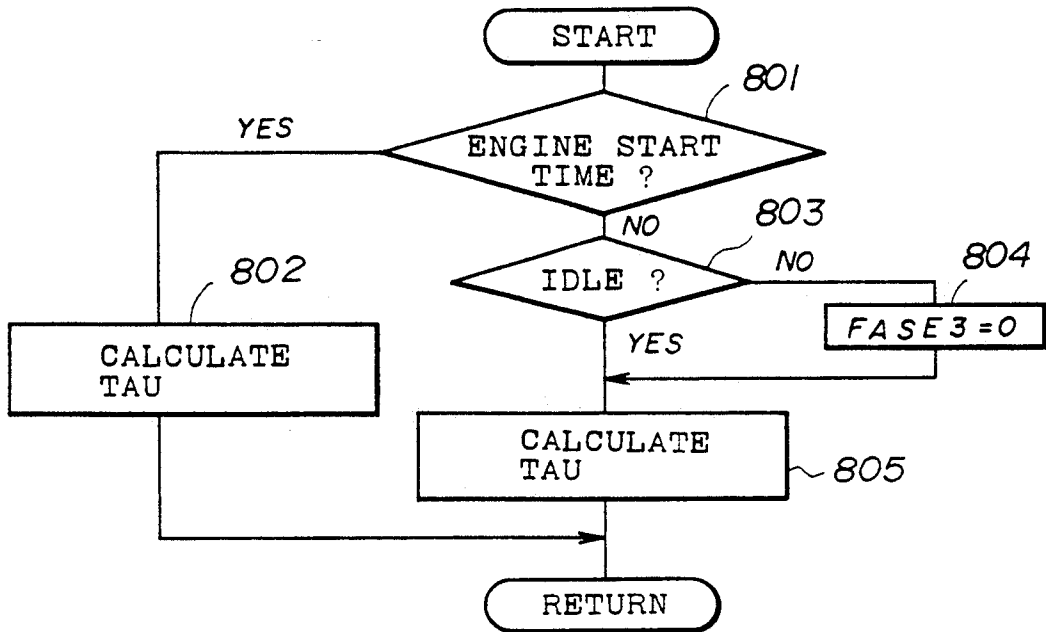 START
801
YES
ENGINE START
TIME ?
NO
803
802
IDLE ?
NO
804
FASE3=0
CALCULATE
TAU
YES
CALCULATE
TAU
805
RETURN